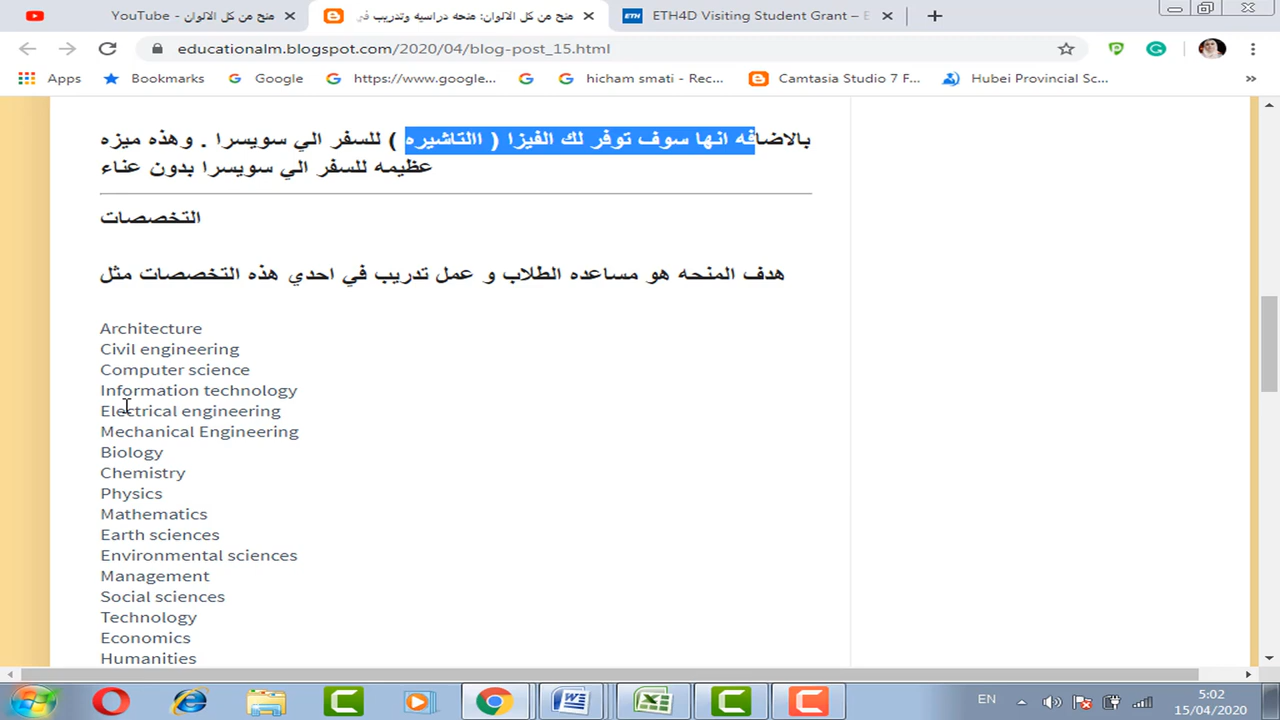 منح من كل الالوان - YouTube
منح من كل الالوان: منحه دراسيه وتدريب في
ETH4D Visiting Student Grant – E
educationalm.blogspot.com/2020/04/blog-post_15.html
Apps
Bookmarks
Google
https://www.google...
hicham smati - Rec...
Camtasia Studio 7 F...
Hubei Provincial Sc...
»
بالاضافه انها سوف توفر لك الفيزا ( االتاشيره ) للسفر الي سويسرا . وهذه ميزه
عظيمه للسفر الي سويسرا بدون عناء
التخصصات
هدف المنحه هو مساعده الطلاب و عمل تدريب في احدي هذه التخصصات مثل
Architecture
Civil engineering
Computer science
Information technology
Electrical engineering
Mechanical Engineering
Biology
Chemistry
Physics
Mathematics
Earth sciences
Environmental sciences
Management
Social sciences
Technology
Economics
Humanities
EN
5:02
15/04/2020